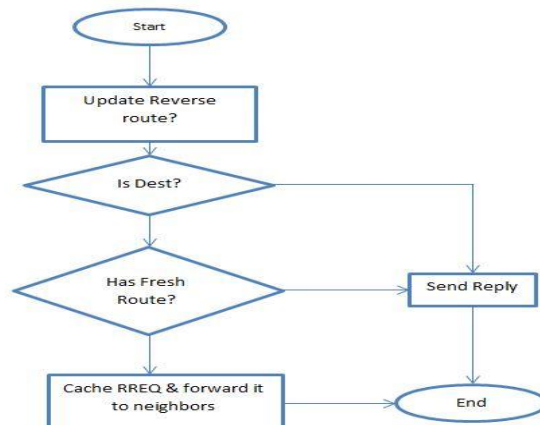 Start
Update Reverse
route?
Is Dest?
Has Fresh
Route?
Send Reply
Cache RREQ & forward it
to neighbors
End